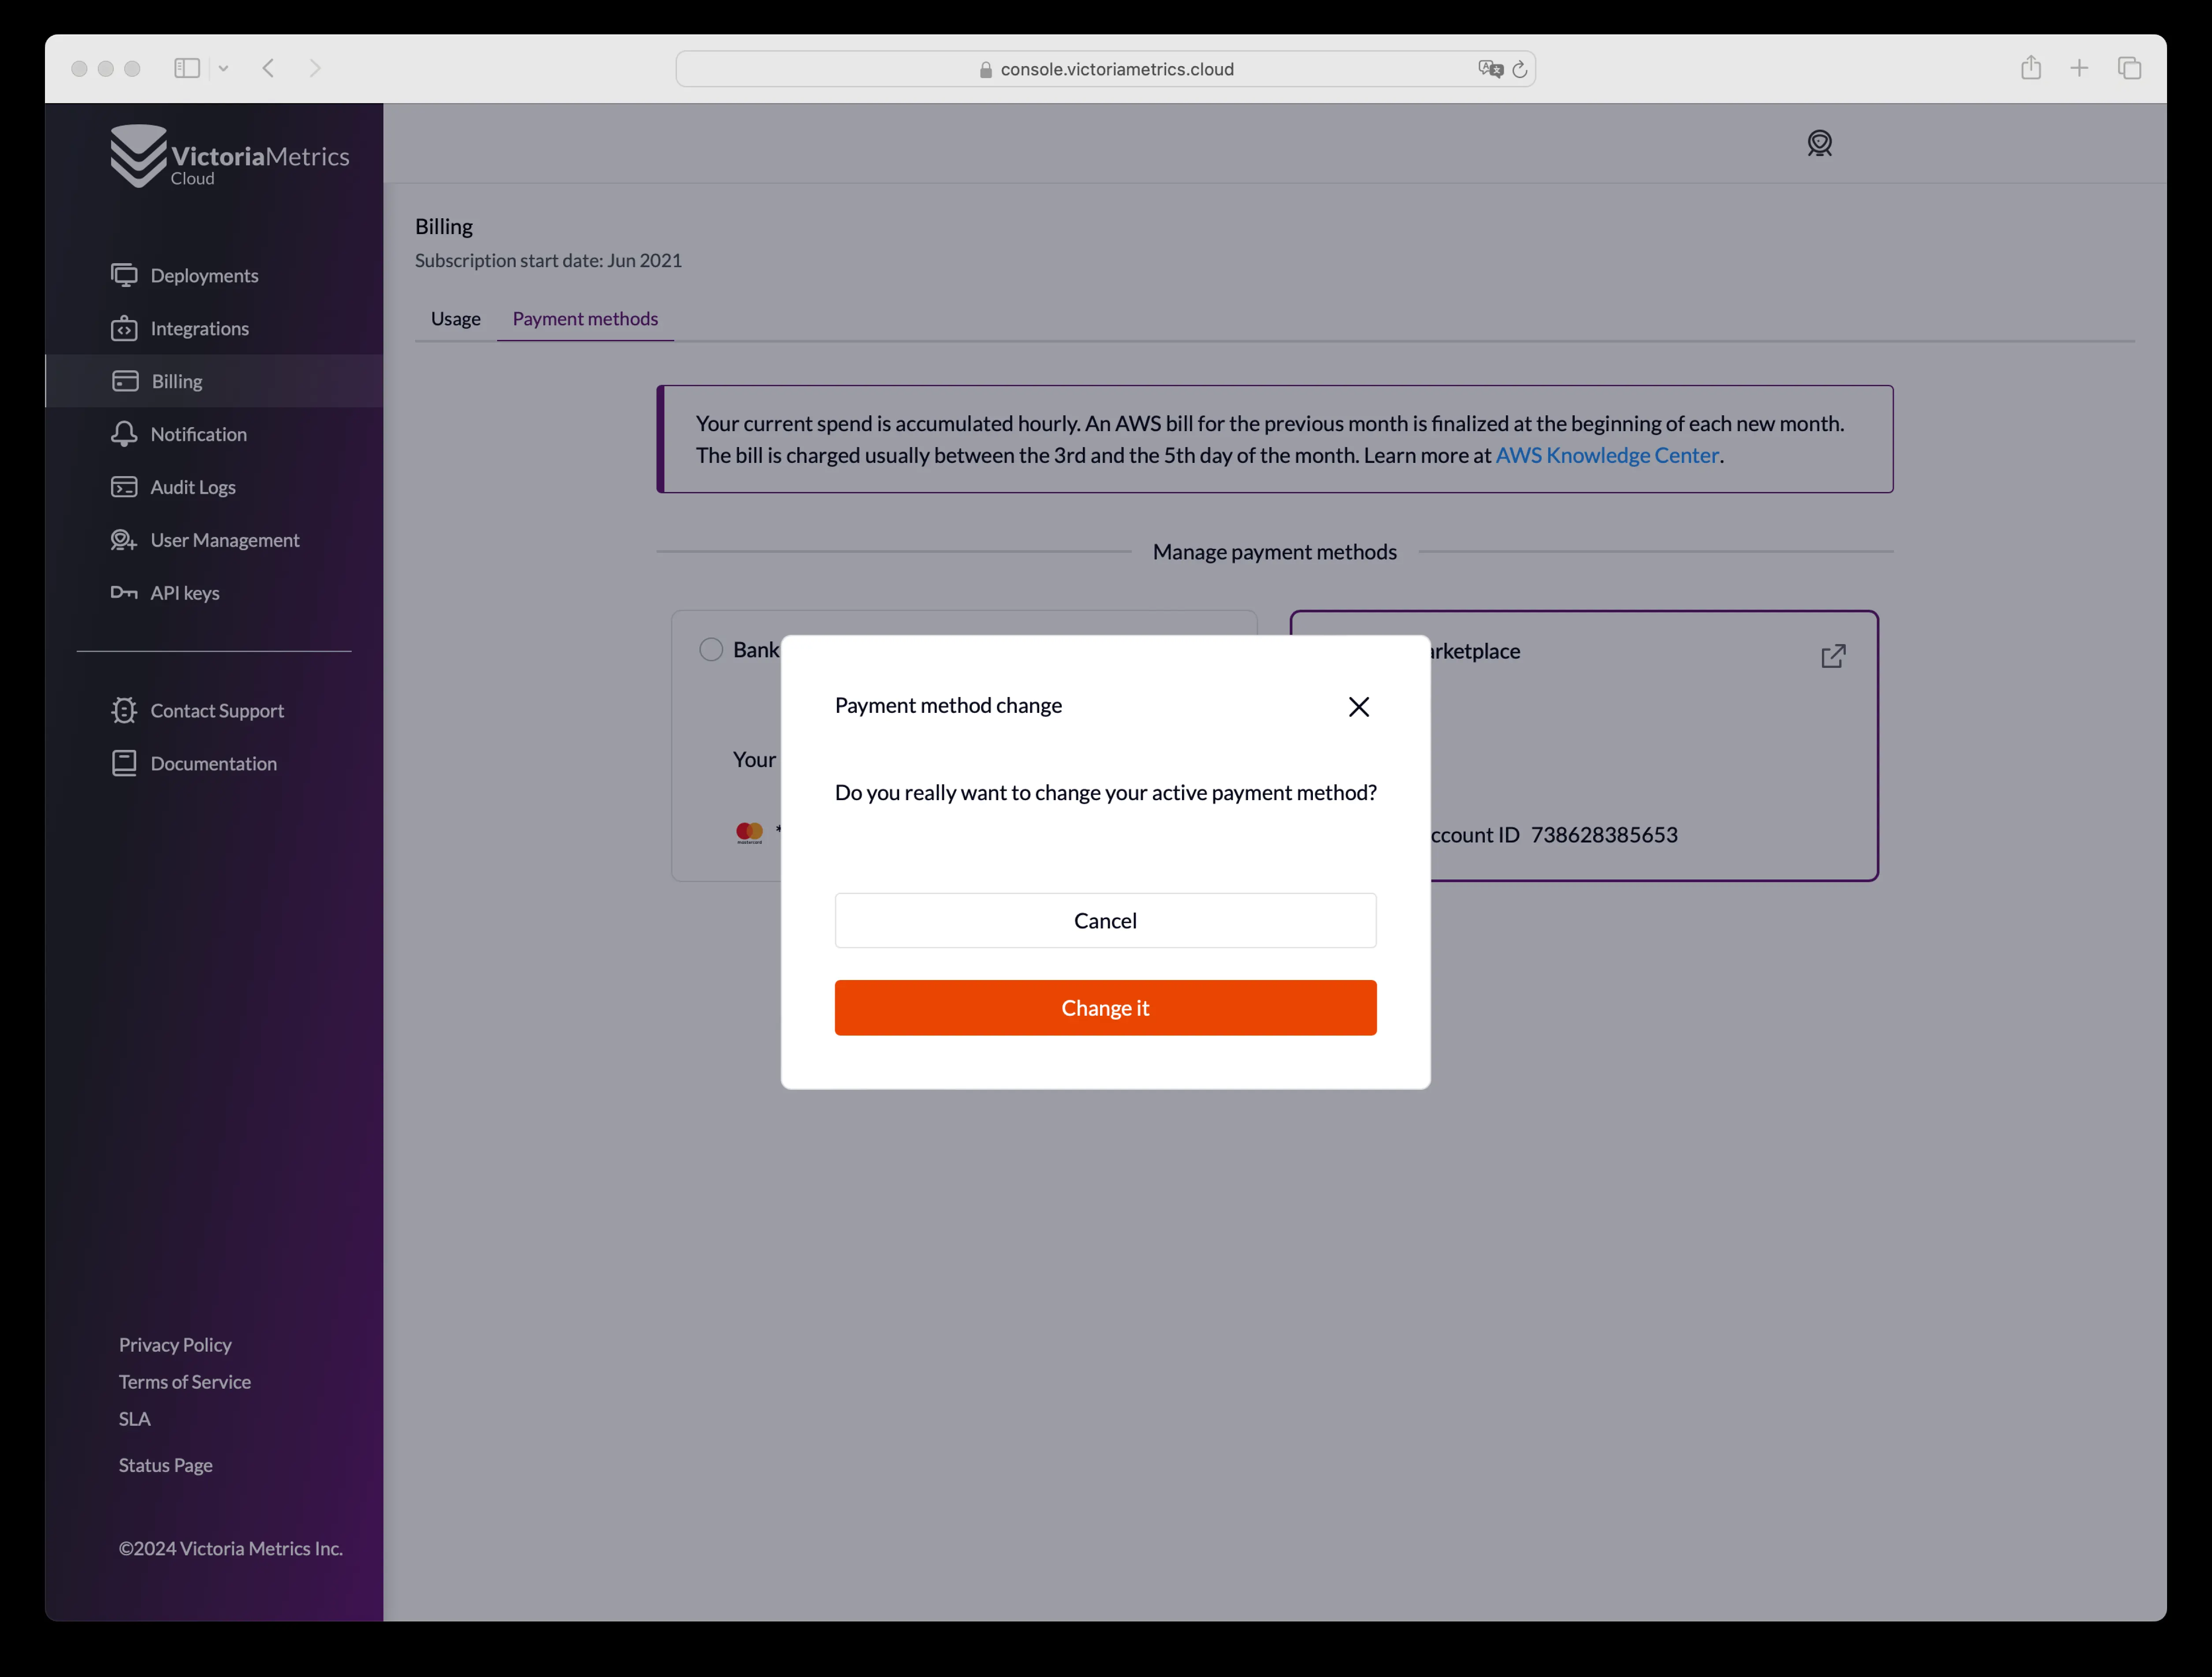 console.victoriametrics.cloud
VictoriaMetrics
Cloud
Deployments
Integrations
Billing
Notification
Audit Logs
User Management
API keys
Contact Support
Documentation
Privacy Policy
Terms of Service
SLA
Status Page
©2024 Victoria Metrics Inc.
Billing
Subscription start date: Jun 2021
Usage Payment methods
Your current spend is accumulated hourly. An AWS bill for the previous month is finalized at the beginning of each new month.
The bill is charged usually between the 3rd and the 5th day of the month. Learn more at AWS Knowledge Center.
Manage payment methods
Bank
rketplace
Your
mastercard *
ccount ID 738628385653
Payment method change
Do you really want to change your active payment method?
Cancel
Change it